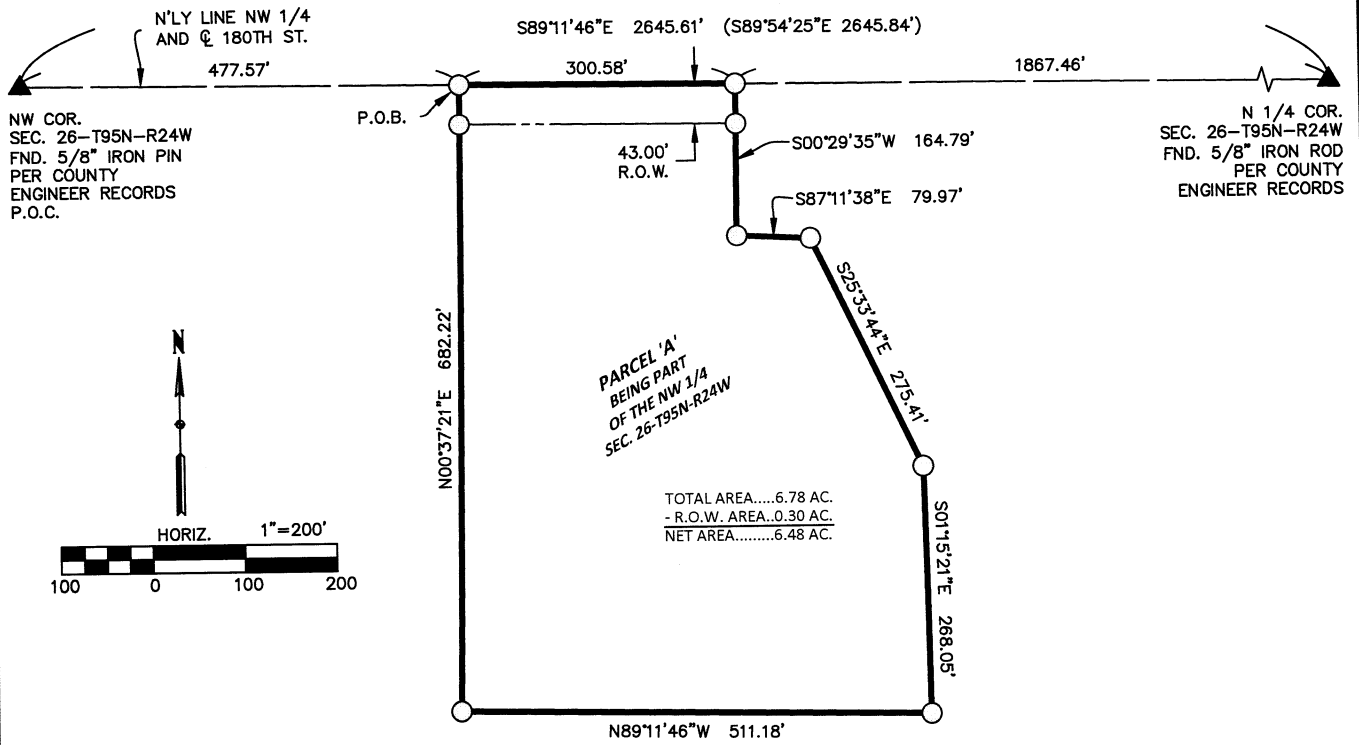 N'LY LINE NW 1/4
AND ℄ 180TH ST.
S89°11'46"E 2645.61' (S89°54'25"E 2645.84')
477.57'
300.58'
1867.46'
P.O.B.
NW COR.
SEC. 26-T95N-R24W
FND. 5/8" IRON PIN
PER COUNTY
ENGINEER RECORDS
P.O.C.
N 1/4 COR.
SEC. 26-T95N-R24W
FND. 5/8" IRON ROD
PER COUNTY
ENGINEER RECORDS
43.00'
R.O.W.
S00°29'35"W 164.79'
S87°11'38"E 79.97'
S25°33'44"E 275.41'
N00°37'21"E 682.22'
PARCEL 'A'
BEING PART
OF THE NW 1/4
SEC. 26-T95N-R24W
N
TOTAL AREA.....6.78 AC.
- R.O.W. AREA..0.30 AC.
NET AREA.........6.48 AC.
S01°15'21"E 268.05'
HORIZ. 1"=200'
100 0 100 200
N89°11'46"W 511.18'